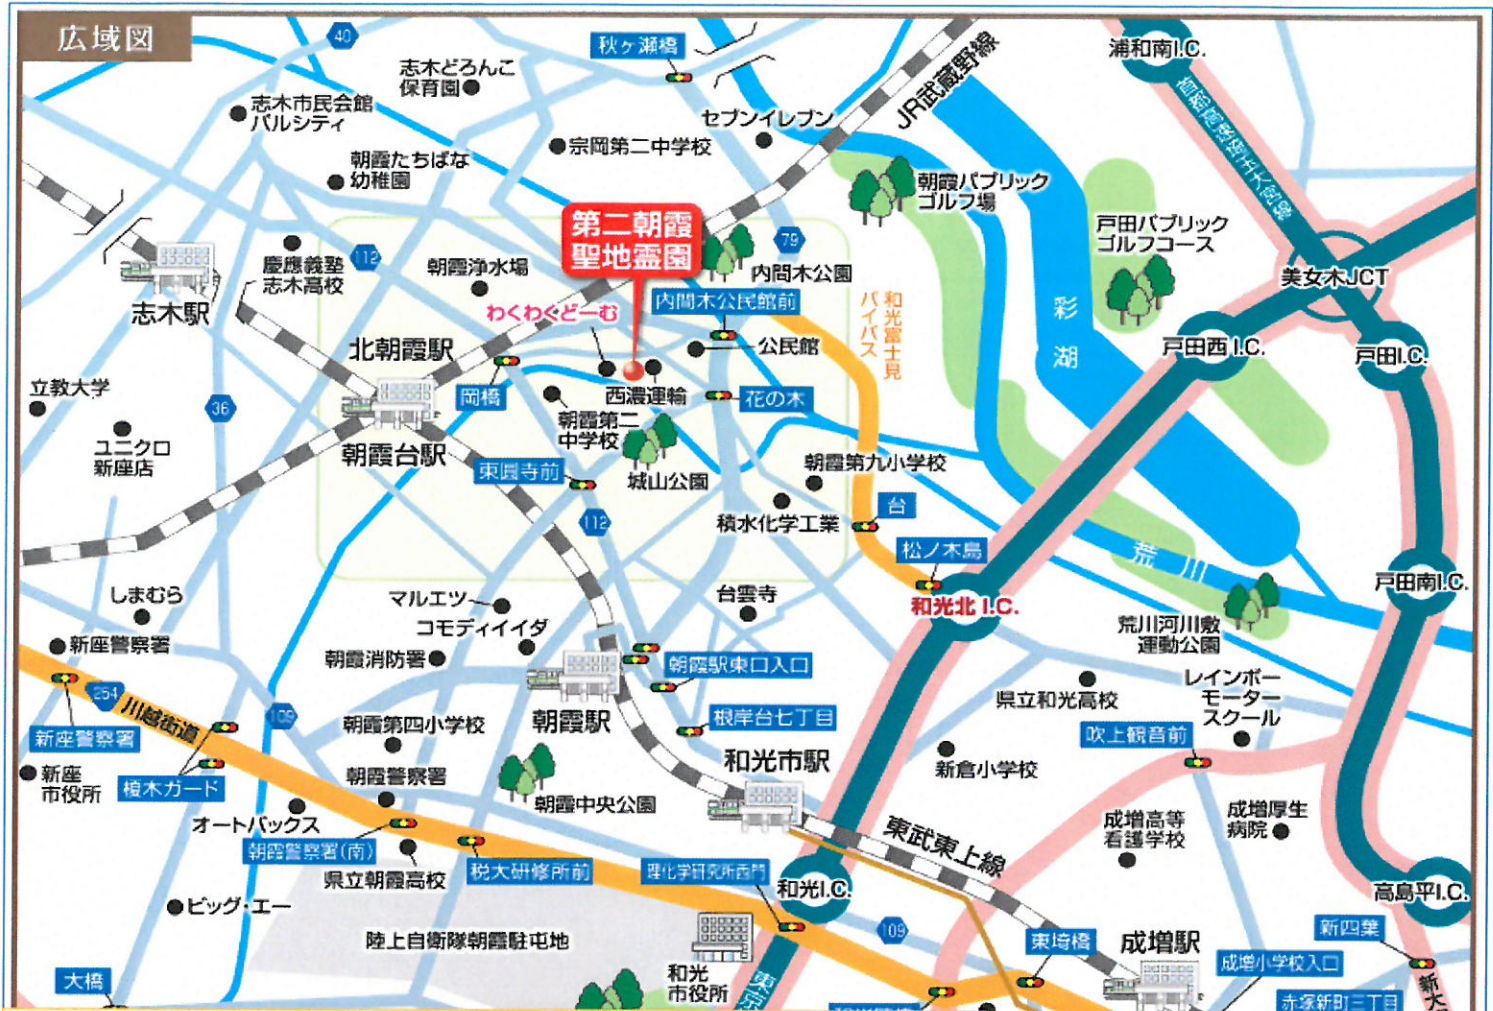 広域図
40
秋ヶ瀬橋
浦和南I.C.
志木どろんこ
保育園
JR武蔵野線
志木市民会館
パルシティ
セブンイレブン
宗岡第二中学校
朝霞たちばな
幼稚園
朝霞パブリック
ゴルフ場
戸田パブリック
ゴルフコース
第二朝霞
聖地霊園
79
112
慶應義塾
志木高校
朝霞浄水場
内間木公園
美女木JCT
志木駅
わくわくどーむ
内間木公民館前
和光富士見
バイパス
彩湖
北朝霞駅
公民館
戸田西I.C.
戸田I.C.
立教大学
岡橋
西濃運輸
花の木
36
朝霞第二
中学校
ユニクロ
新座店
朝霞台駅
東圓寺前
城山公園
朝霞第九小学校
112
積水化学工業
台
松ノ木島
荒川
しまむら
マルエツ
台雲寺
和光北I.C.
戸田南I.C.
コモディイイダ
荒川河川敷
運動公園
新座警察署
朝霞消防署
朝霞駅東口入口
レインボー
モーター
スクール
県立和光高校
254
川越街道
109
朝霞第四小学校
朝霞駅
根岸台七丁目
新座警察署
吹上観音前
和光市駅
新倉小学校
新座
市役所
榎木ガード
朝霞警察署
朝霞中央公園
オートバックス
成増高等
看護学校
成増厚生
病院
東武東上線
朝霞警察署(南)
県立朝霞高校
税大研修所前
理化学研究所西門
和光I.C.
高島平I.C.
ビッグ・エー
陸上自衛隊朝霞駐屯地
109
東埼橋
成増駅
新四葉
和光
市役所
成増小学校入口
大橋
赤塚新町三丁目